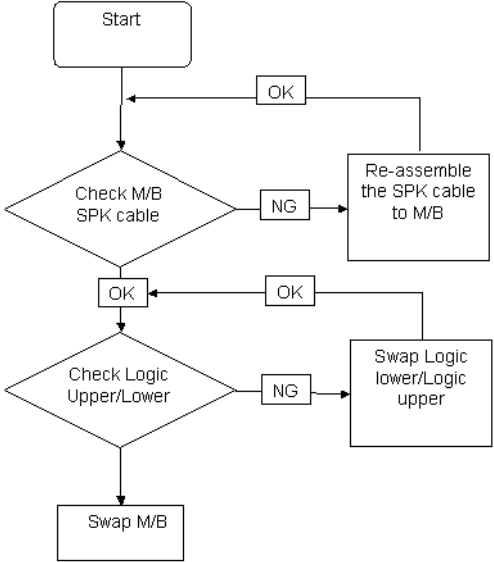 Start
OK
Check M/B
SPK cable
NG
Re-assemble
the SPK cable
to M/B
OK
OK
Check Logic
Upper/Lower
NG
Swap Logic
lower/Logic
upper
Swap M/B